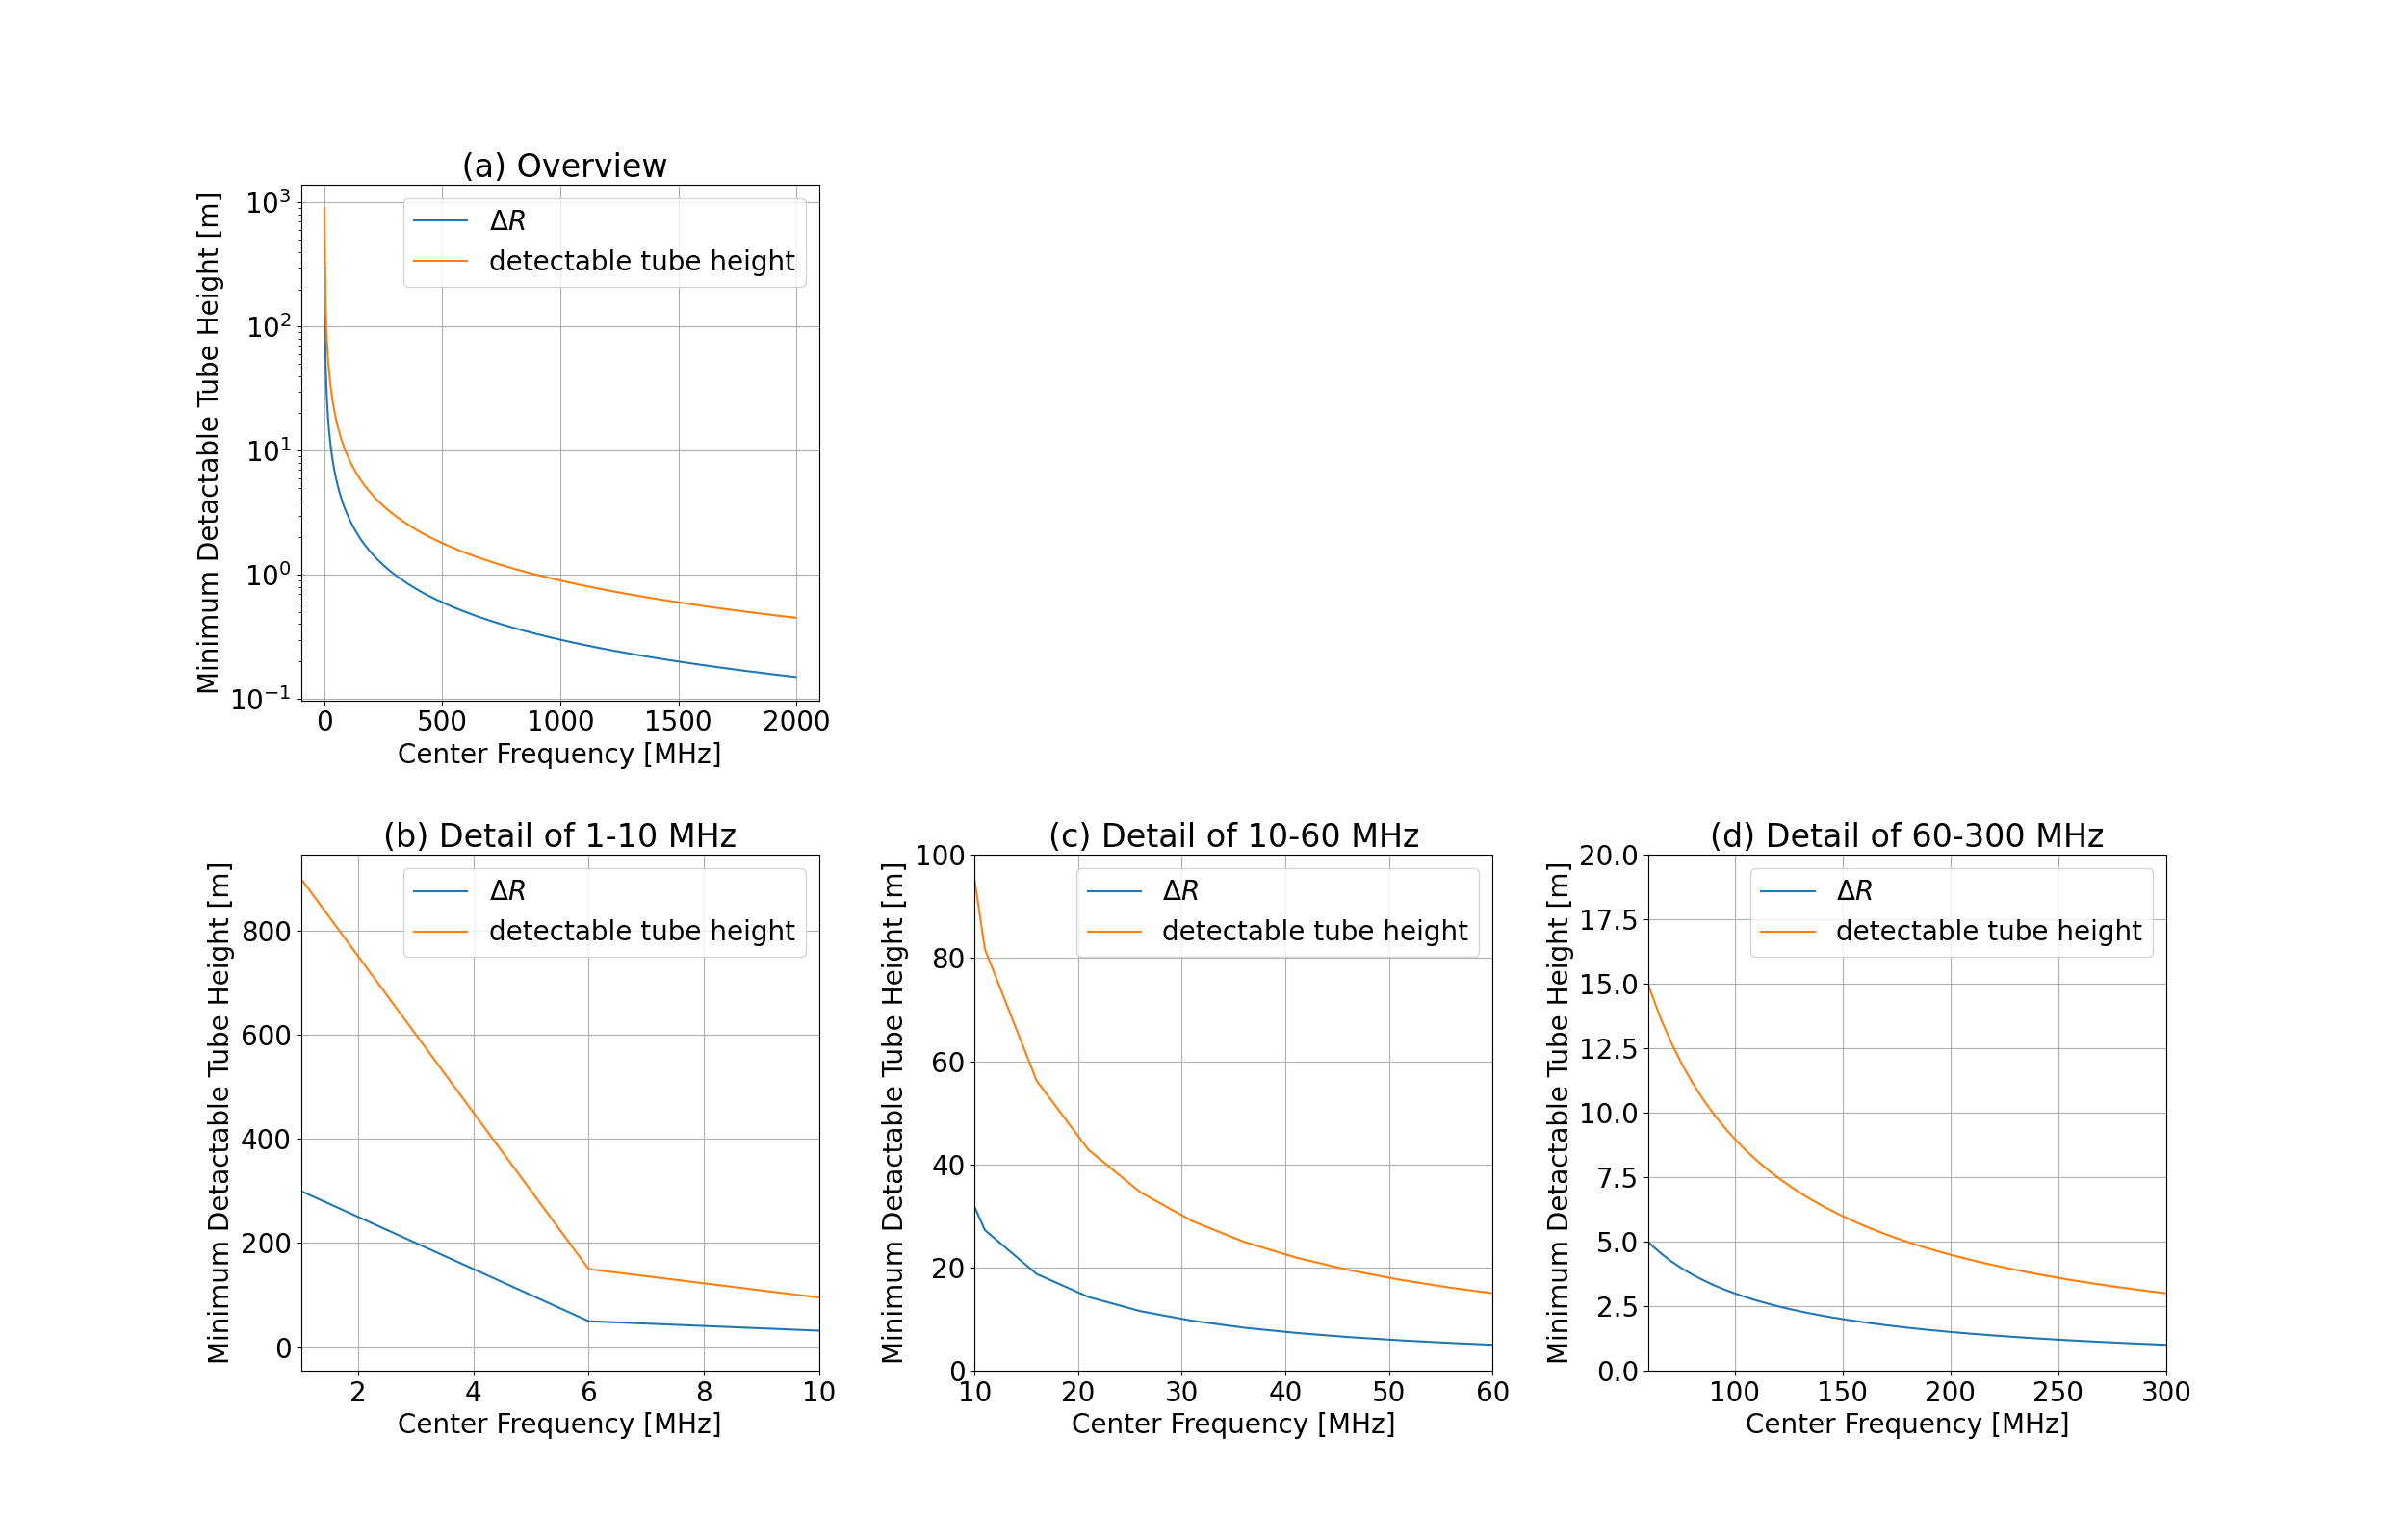 (a) Overview
Minimum Detactable Tube Height [m]
10³
10²
10¹
10⁰
10⁻¹
ΔR
detectable tube height
0 500 1000 1500 2000
Center Frequency [MHz]
(b) Detail of 1-10 MHz
Minimum Detactable Tube Height [m]
800
600
400
200
0
ΔR
detectable tube height
2 4 6 8 10
Center Frequency [MHz]
(c) Detail of 10-60 MHz
Minimum Detactable Tube Height [m]
100
80
60
40
20
0
ΔR
detectable tube height
10 20 30 40 50 60
Center Frequency [MHz]
(d) Detail of 60-300 MHz
Minimum Detactable Tube Height [m]
20.0
17.5
15.0
12.5
10.0
7.5
5.0
2.5
0.0
ΔR
detectable tube height
100 150 200 250 300
Center Frequency [MHz]